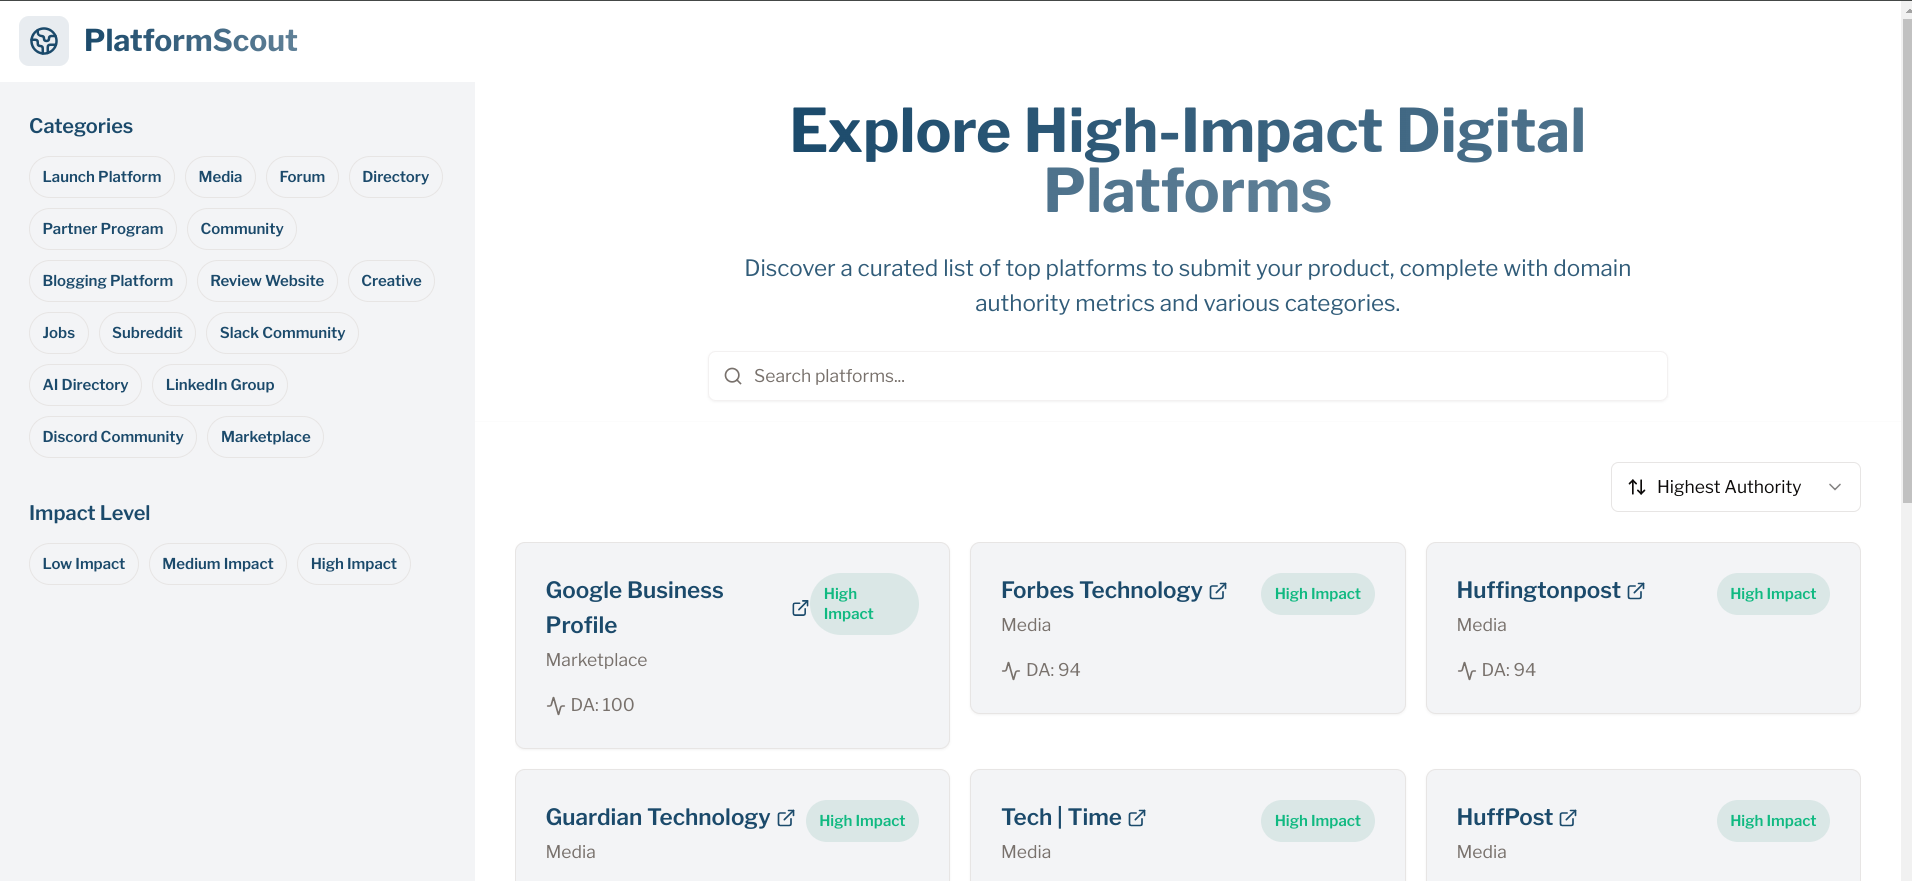 PlatformScout
Categories
Launch Platform
Media
Forum
Directory
Partner Program
Community
Blogging Platform
Review Website
Creative
Jobs
Subreddit
Slack Community
AI Directory
LinkedIn Group
Discord Community
Marketplace
Impact Level
Low Impact
Medium Impact
High Impact
Explore High-Impact Digital
Platforms
Discover a curated list of top platforms to submit your product, complete with domain
authority metrics and various categories.
Search platforms...
Highest Authority
Google Business
Profile
High
Impact
Marketplace
DA: 100
Forbes Technology
High Impact
Media
DA: 94
Huffingtonpost
High Impact
Media
DA: 94
Guardian Technology
High Impact
Media
Tech | Time
High Impact
Media
HuffPost
High Impact
Media